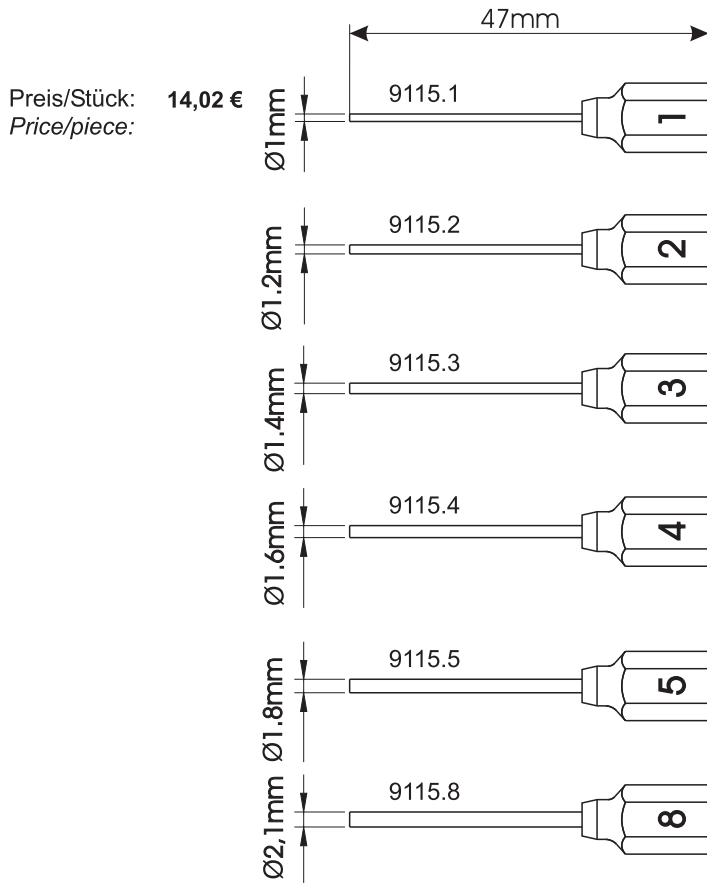 47mm
Preis/Stück: 14,02 €
Price/piece:
9115.1
Ø1mm
1
9115.2
Ø1.2mm
2
9115.3
Ø1.4mm
3
9115.4
Ø1.6mm
4
9115.5
Ø1.8mm
5
9115.8
Ø2,1mm
8